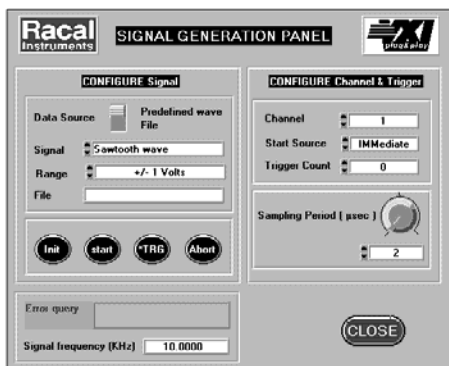 Racal
Instruments
SIGNAL GENERATION PANEL
VXI
plug&play
CONFIGURE Signal
Data Source
Predefined wave
File
Signal
Sawtooth wave
Range
+/- 1 Volts
File
Init
start
*TRG
Abort
Error query
Signal frequency (KHz)
10.0000
CONFIGURE Channel & Trigger
Channel
1
Start Source
IMMediate
Trigger Count
0
Sampling Period ( µsec )
2
CLOSE